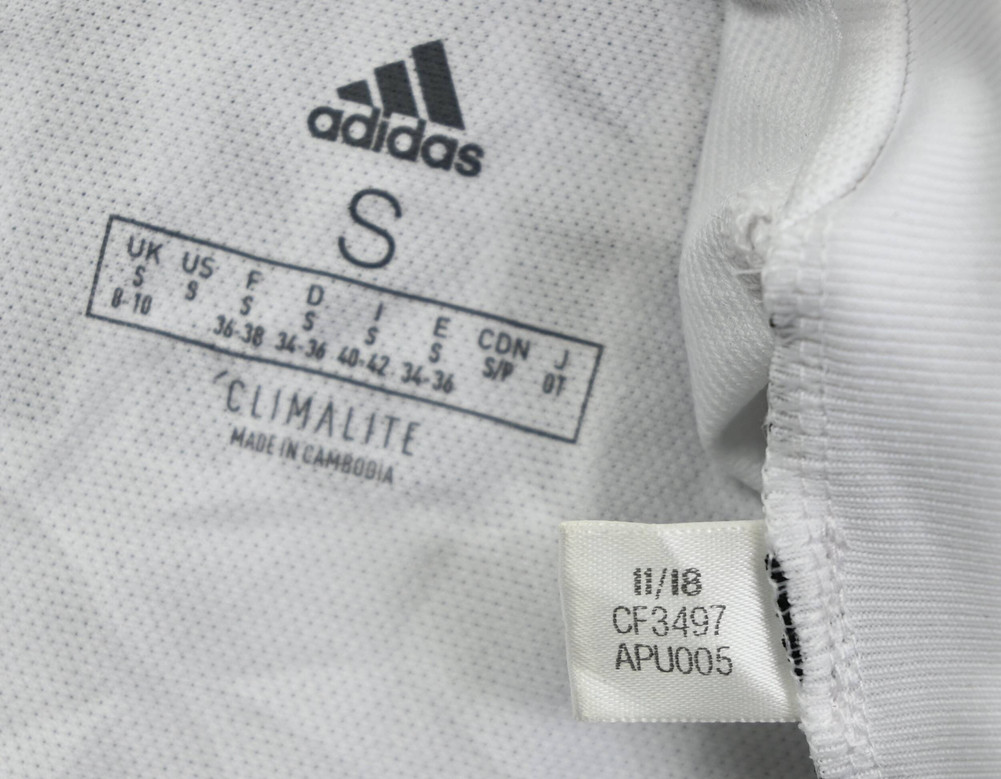 adidas
S
UK US F D I E CDN J
S S S S S S S/P OT
8-10 36-38 34-36 40-42 34-36
CLIMALITE
MADE IN CAMBODIA
11/18
CF3497
APU005